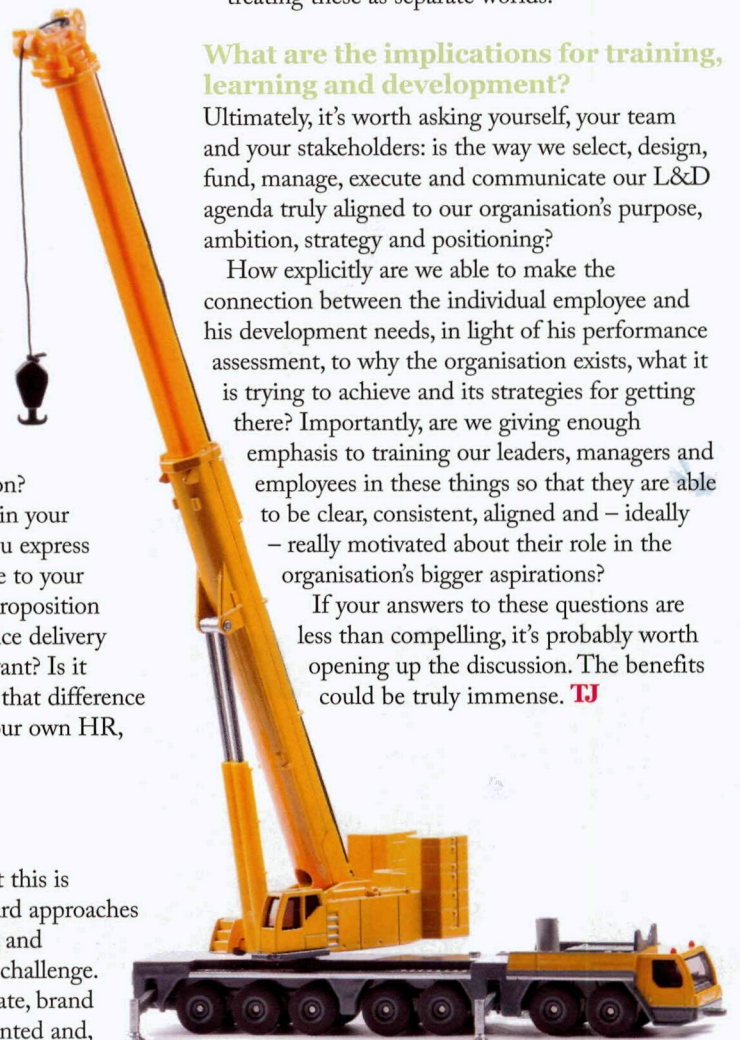 treating these as separate worlds.
What are the implications for training,
learning and development?
Ultimately, it's worth asking yourself, your team
and your stakeholders: is the way we select, design,
fund, manage, execute and communicate our L&D
agenda truly aligned to our organisation's purpose,
ambition, strategy and positioning?
How explicitly are we able to make the
connection between the individual employee and
his development needs, in light of his performance
assessment, to why the organisation exists, what it
is trying to achieve and its strategies for getting
there? Importantly, are we giving enough
emphasis to training our leaders, managers and
employees in these things so that they are able
to be clear, consistent, aligned and – ideally
– really motivated about their role in the
organisation's bigger aspirations?
If your answers to these questions are
less than compelling, it's probably worth
opening up the discussion. The benefits
could be truly immense. TJ
on?
in your
u express
e to your
roposition
ce delivery
ant? Is it
that difference
ur own HR,
t this is
rd approaches
and
challenge.
ate, brand
nted and,